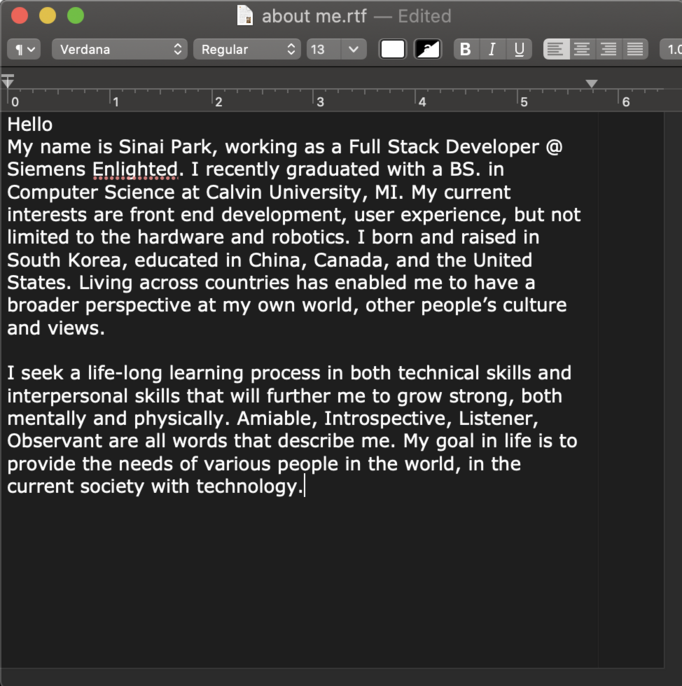 about me.rtf — Edited
¶ Verdana Regular 13 a B I U 1.0
0 1 2 3 4 5 6
Hello
My name is Sinai Park, working as a Full Stack Developer @
Siemens Enlighted. I recently graduated with a BS. in
Computer Science at Calvin University, MI. My current
interests are front end development, user experience, but not
limited to the hardware and robotics. I born and raised in
South Korea, educated in China, Canada, and the United
States. Living across countries has enabled me to have a
broader perspective at my own world, other people’s culture
and views.
I seek a life-long learning process in both technical skills and
interpersonal skills that will further me to grow strong, both
mentally and physically. Amiable, Introspective, Listener,
Observant are all words that describe me. My goal in life is to
provide the needs of various people in the world, in the
current society with technology.